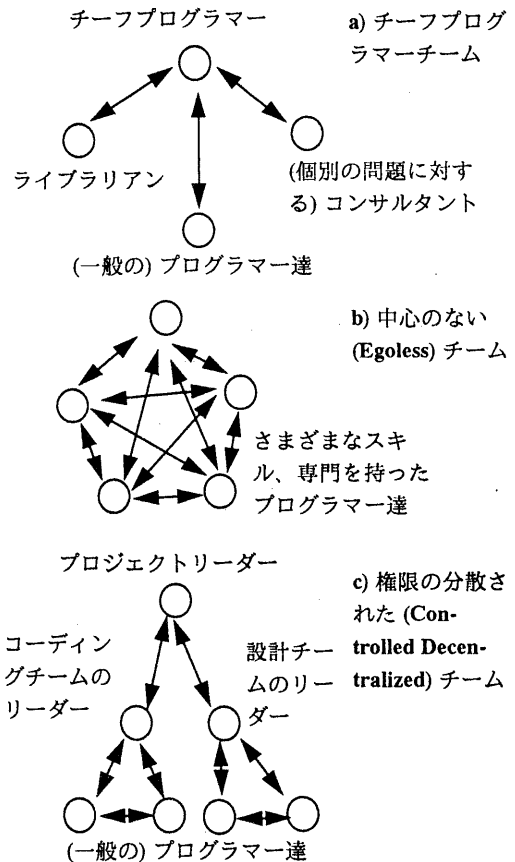 チーフプログラマー
a) チーフプログ
ラマーチーム
ライブラリアン
(個別の問題に対す
る) コンサルタント
(一般の) プログラマー達
b) 中心のない
(Egoless) チーム
さまざまなスキ
ル、専門を持った
プログラマー達
プロジェクトリーダー
c) 権限の分散さ
れた (Con-
trolled Decen-
tralized) チーム
コーディン
グチームの
リーダー
設計チー
ムのリー
ダー
(一般の) プログラマー達